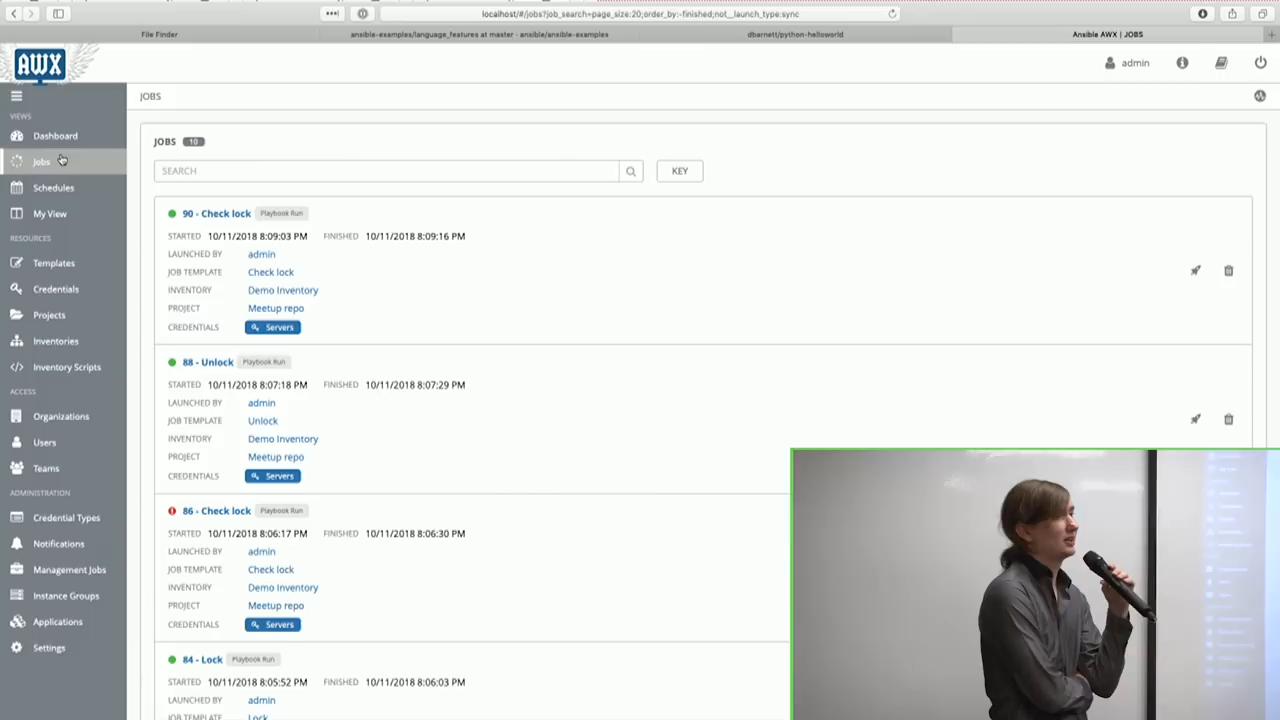 localhost/#/jobs?job_search=page_size:20;order_by:-finished;not__launch_type:sync
File Finder
ansible-examples/language_features at master · ansible/ansible-examples
dbarnett/python-helloworld
Ansible AWX | JOBS
AWX
admin
JOBS
VIEWS
Dashboard
Jobs
Schedules
My View
RESOURCES
Templates
Credentials
Projects
Inventories
Inventory Scripts
ACCESS
Organizations
Users
Teams
ADMINISTRATION
Credential Types
Notifications
Management Jobs
Instance Groups
Applications
Settings
JOBS 10
SEARCH
KEY
90 - Check lock Playbook Run
STARTED 10/11/2018 8:09:03 PM FINISHED 10/11/2018 8:09:16 PM
LAUNCHED BY admin
JOB TEMPLATE Check lock
INVENTORY Demo Inventory
PROJECT Meetup repo
CREDENTIALS Servers
88 - Unlock Playbook Run
STARTED 10/11/2018 8:07:18 PM FINISHED 10/11/2018 8:07:29 PM
LAUNCHED BY admin
JOB TEMPLATE Unlock
INVENTORY Demo Inventory
PROJECT Meetup repo
CREDENTIALS Servers
86 - Check lock Playbook Run
STARTED 10/11/2018 8:06:17 PM FINISHED 10/11/2018 8:06:30 PM
LAUNCHED BY admin
JOB TEMPLATE Check lock
INVENTORY Demo Inventory
PROJECT Meetup repo
CREDENTIALS Servers
84 - Lock Playbook Run
STARTED 10/11/2018 8:05:52 PM FINISHED 10/11/2018 8:06:03 PM
LAUNCHED BY admin
JOB TEMPLATE Lock